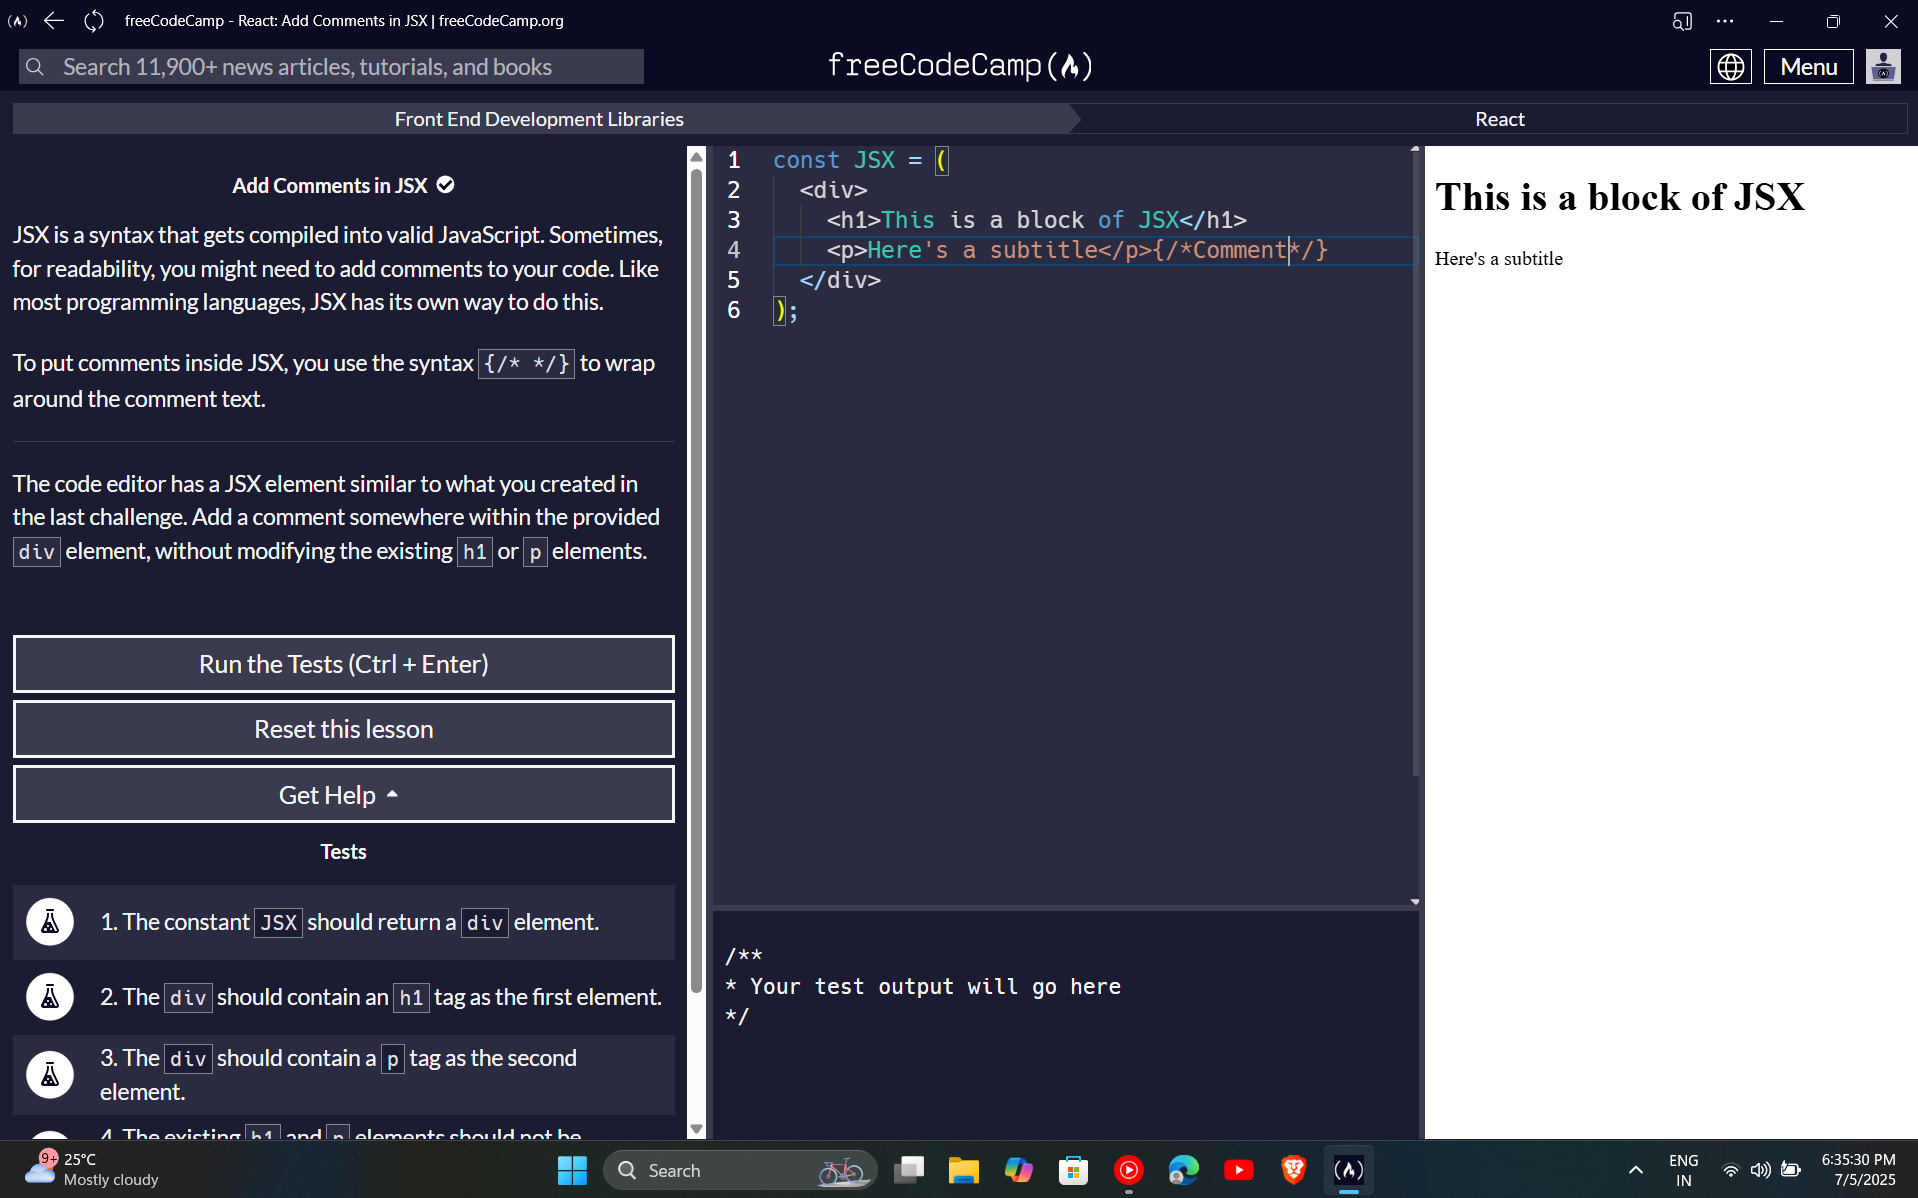 freeCodeCamp - React: Add Comments in JSX | freeCodeCamp.org
Search 11,900+ news articles, tutorials, and books
freeCodeCamp(🔥)
Menu
Front End Development Libraries
React
Add Comments in JSX
JSX is a syntax that gets compiled into valid JavaScript. Sometimes,
for readability, you might need to add comments to your code. Like
most programming languages, JSX has its own way to do this.
To put comments inside JSX, you use the syntax {/* */} to wrap
around the comment text.
The code editor has a JSX element similar to what you created in
the last challenge. Add a comment somewhere within the provided
div element, without modifying the existing h1 or p elements.
Run the Tests (Ctrl + Enter)
Reset this lesson
Get Help
Tests
1. The constant JSX should return a div element.
2. The div should contain an h1 tag as the first element.
3. The div should contain a p tag as the second
element.
4. The existing h1 and p elements should not be
1 const JSX = (
2 <div>
3 <h1>This is a block of JSX</h1>
4 <p>Here's a subtitle</p>{/*Comment*/}
5 </div>
6 );
/**
* Your test output will go here
*/
This is a block of JSX
Here's a subtitle
9+
25°C
Mostly cloudy
Search
ENG
IN
6:35:30 PM
7/5/2025